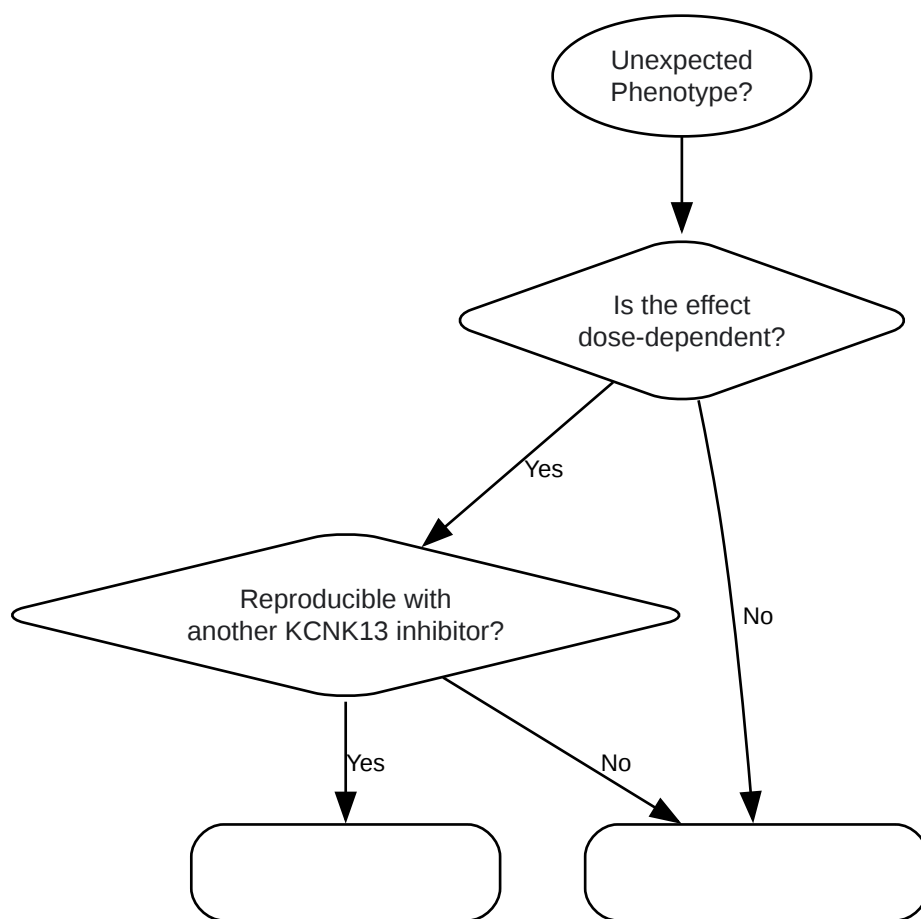 Unexpected
Phenotype?
Is the effect
dose-dependent?
Yes
Reproducible with
another KCNK13 inhibitor?
No
Yes
No